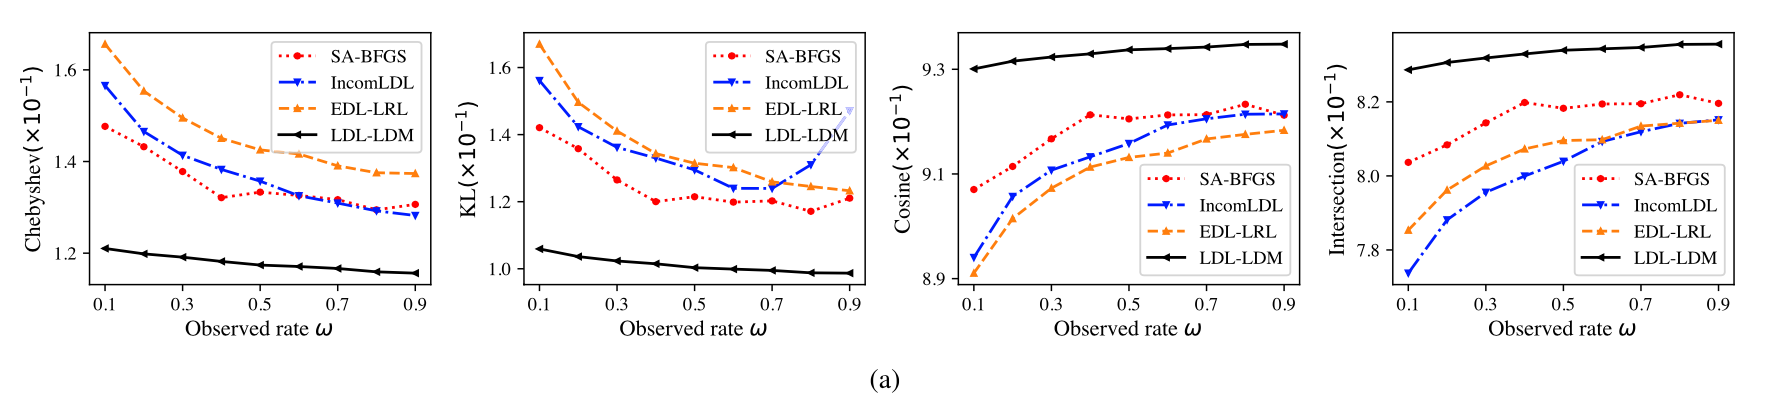 Chebyshev(×10⁻¹)
1.6
1.4
1.2
SA-BFGS
IncomLDL
EDL-LRL
LDL-LDM
0.1 0.3 0.5 0.7 0.9
Observed rate ω
KL(×10⁻¹)
1.6
1.4
1.2
1.0
SA-BFGS
IncomLDL
EDL-LRL
LDL-LDM
0.1 0.3 0.5 0.7 0.9
Observed rate ω
Cosine(×10⁻¹)
9.3
9.1
8.9
SA-BFGS
IncomLDL
EDL-LRL
LDL-LDM
0.1 0.3 0.5 0.7 0.9
Observed rate ω
Intersection(×10⁻¹)
8.2
8.0
7.8
SA-BFGS
IncomLDL
EDL-LRL
LDL-LDM
0.1 0.3 0.5 0.7 0.9
Observed rate ω
(a)